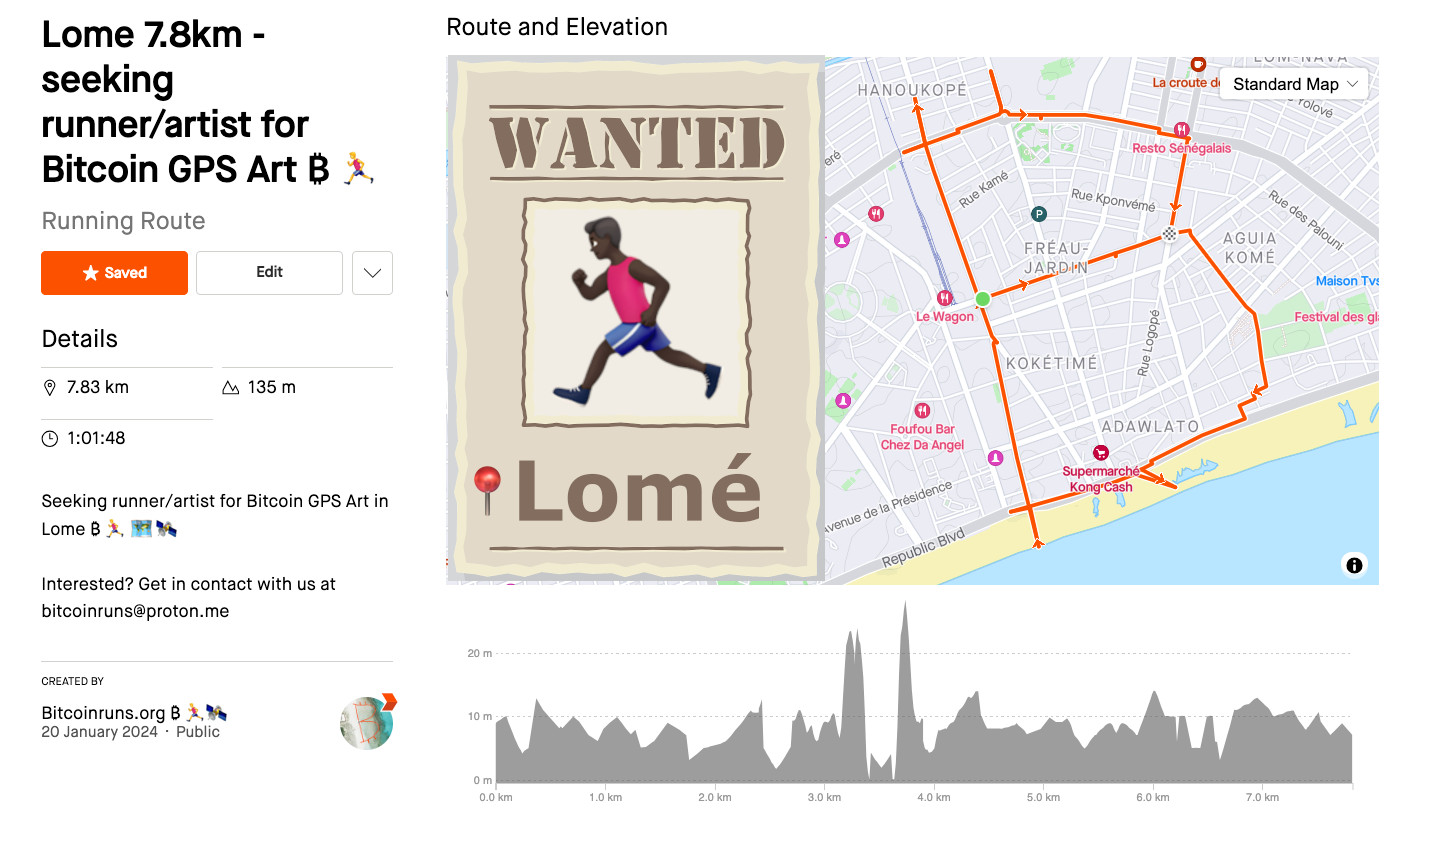 Lome 7.8km -
seeking
runner/artist for
Bitcoin GPS Art ₿ 🏃
Running Route
Saved
Edit
Details
7.83 km
135 m
1:01:48
Seeking runner/artist for Bitcoin GPS Art in
Lome ₿ 🏃 🗺️ 🛰️
Interested? Get in contact with us at
bitcoinruns@proton.me
CREATED BY
Bitcoinruns.org ₿ 🏃 🛰️
20 January 2024 · Public
Route and Elevation
WANTED
📍Lomé
Standard Map
HANOUKOPÉ
La croute de
Resto Sénégalais
Rue Kamé
Rue Kponvémé
Rue des Palouni
P
FRÉAU-
JARDIN
AGUIA
KOMÉ
Maison Tvs
Le Wagon
Festival des gla
Rue Logopé
KOKÉTIMÉ
Foufou Bar
Chez Da Angel
ADAWLATO
Supermarché
Kong Cash
Avenue de la Présidence
Republic Blvd
20 m
10 m
0 m
0.0 km
1.0 km
2.0 km
3.0 km
4.0 km
5.0 km
6.0 km
7.0 km